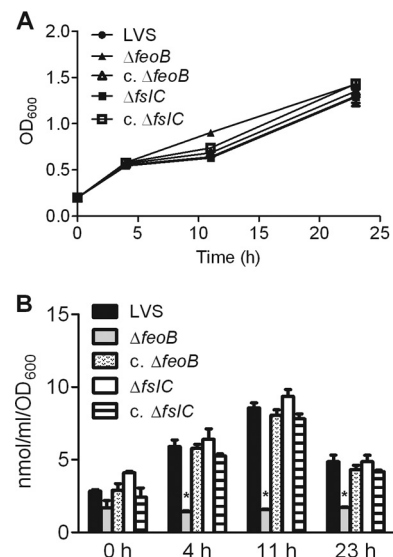 A
LVS
ΔfeoB
c. ΔfeoB
ΔfslC
c. ΔfslC
2.0
1.5
1.0
0.5
0.0
OD600
0 5 10 15 20 25
Time (h)
B
LVS
ΔfeoB
c. ΔfeoB
ΔfslC
c. ΔfslC
15
10
5
0
nmol/ml/OD600
* * *
0 h 4 h 11 h 23 h